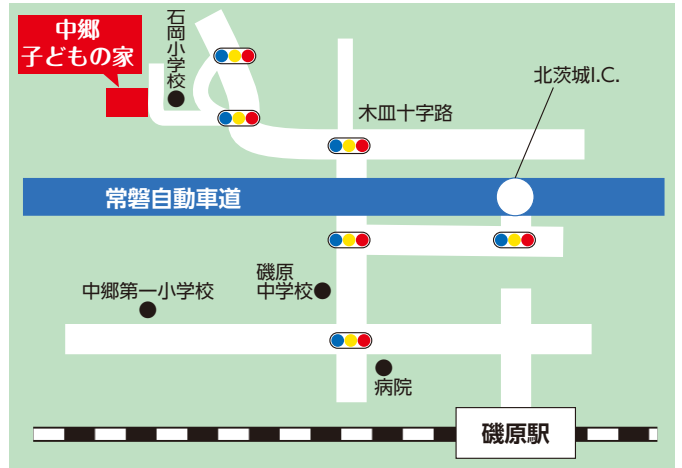 中郷
子どもの家
石岡小学校
北茨城I.C.
木皿十字路
常磐自動車道
磯原
中学校
中郷第一小学校
病院
磯原駅